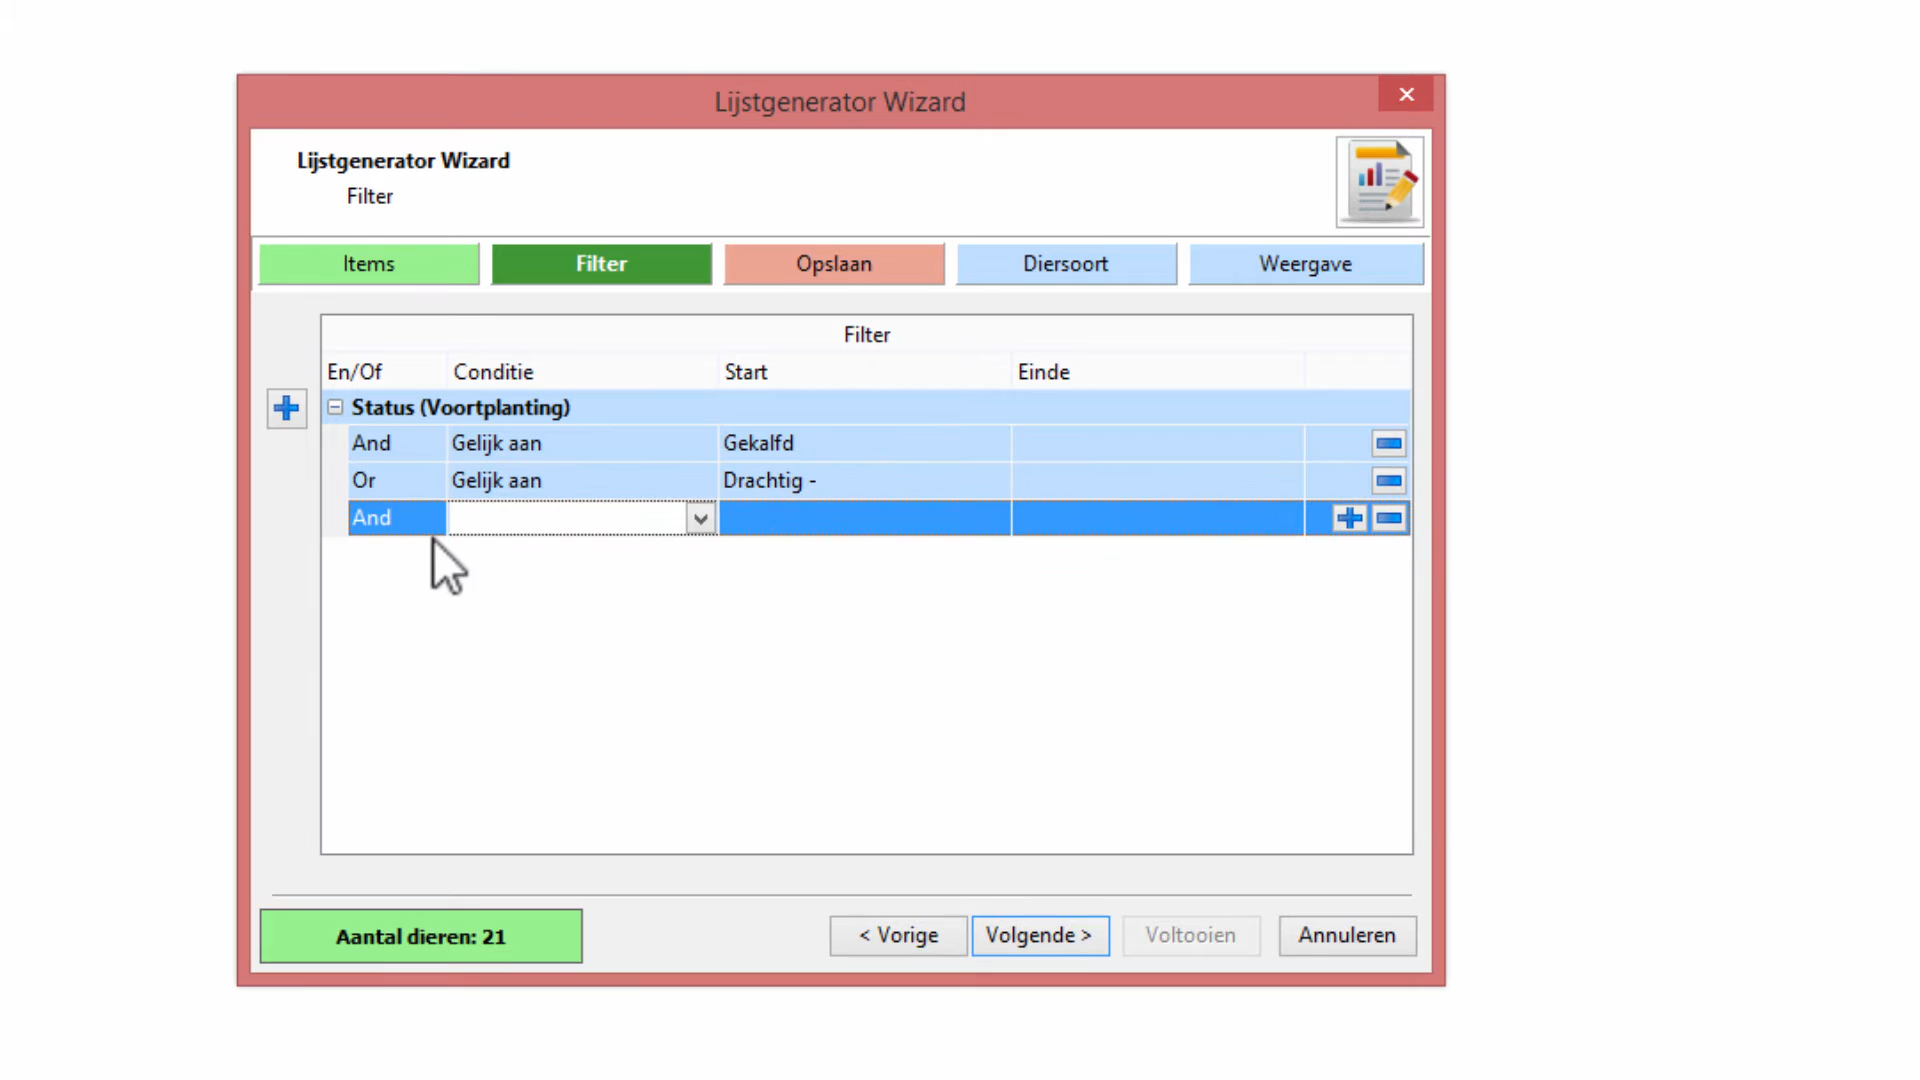 Lijstgenerator Wizard
Lijstgenerator Wizard
Filter
Items Filter Opslaan Diersoort Weergave
Filter
En/Of Conditie Start Einde
Status (Voortplanting)
And Gelijk aan Gekalfd
Or Gelijk aan Drachtig -
And
Aantal dieren: 21 < Vorige Volgende > Voltooien Annuleren